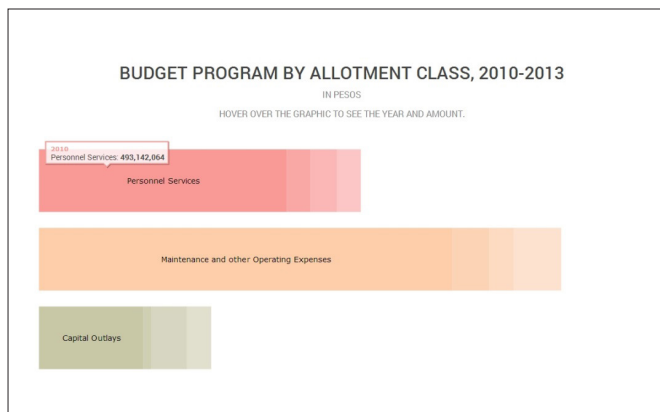 BUDGET PROGRAM BY ALLOTMENT CLASS, 2010-2013
IN PESOS
HOVER OVER THE GRAPHIC TO SEE THE YEAR AND AMOUNT.
2010
Personnel Services: 493,142,064
Personnel Services
Maintenance and other Operating Expenses
Capital Outlays